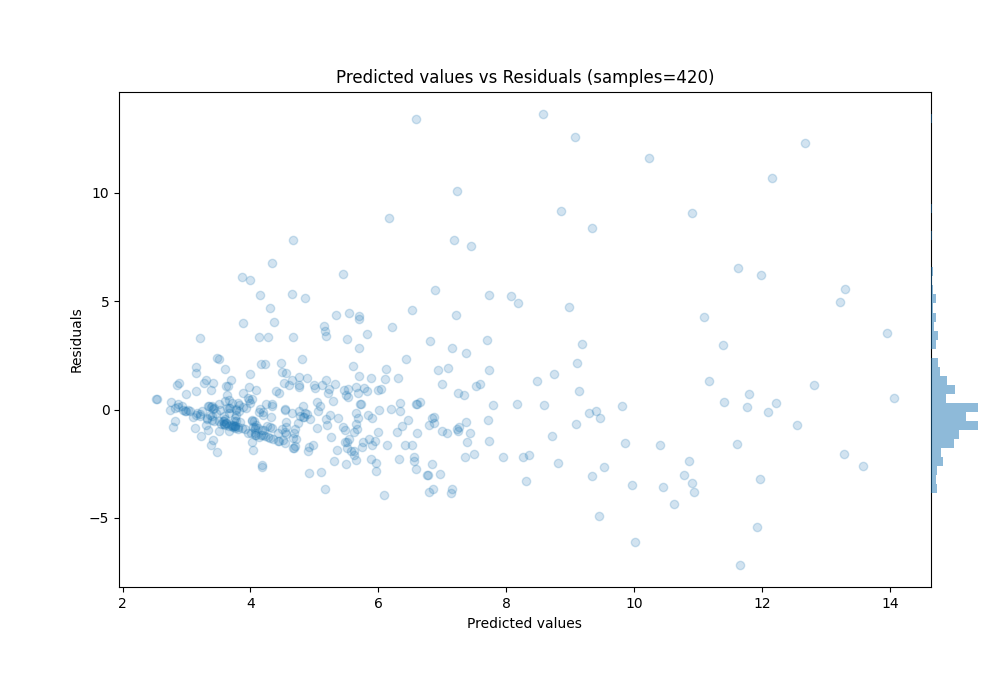 Predicted values vs Residuals (samples=420)
10
5
0
−5
Residuals
2 4 6 8 10 12 14
Predicted values